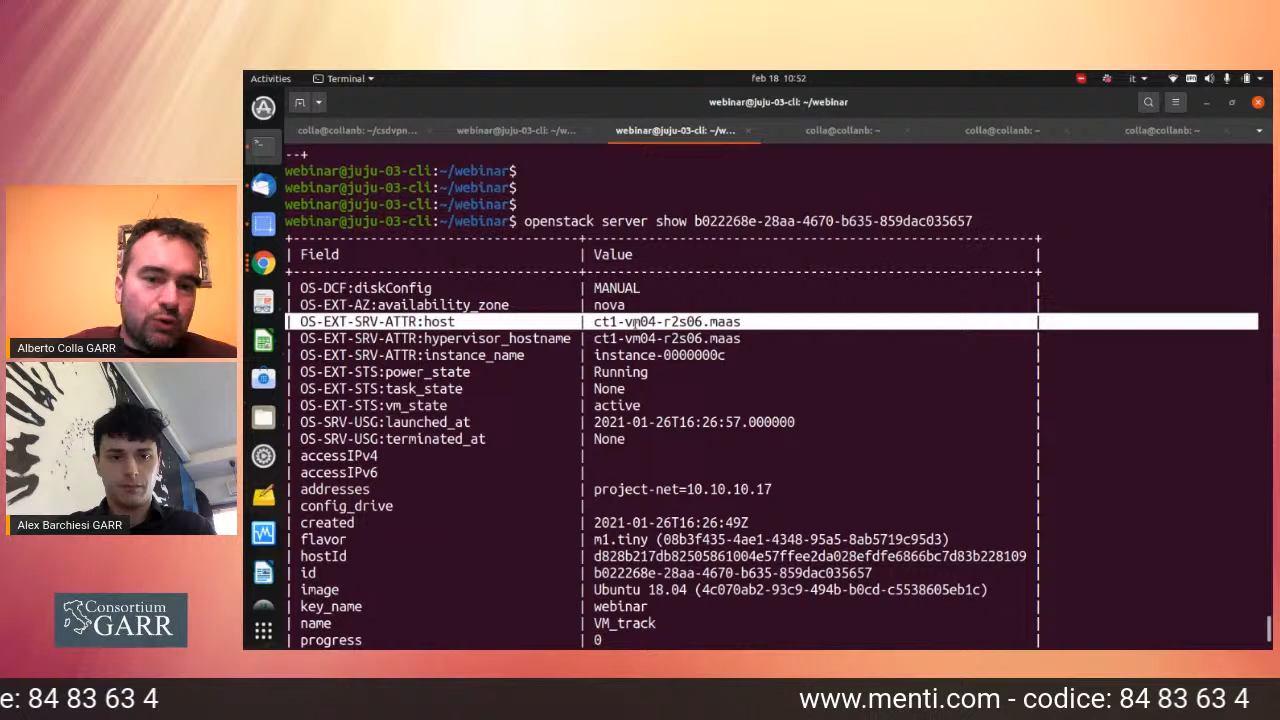 Activities
Terminal
feb 18 10:52
it
webinar@juju-03-cli: ~/webinar
colla@collanb: ~/csdvpn...
webinar@juju-03-cli: ~/w...
webinar@juju-03-cli: ~/w...
colla@collanb: ~
colla@collanb: ~
colla@collanb: ~
--+
webinar@juju-03-cli:~/webinar$
webinar@juju-03-cli:~/webinar$
webinar@juju-03-cli:~/webinar$
webinar@juju-03-cli:~/webinar$ openstack server show b022268e-28aa-4670-b635-859dac035657
| Field | Value |
| OS-DCF:diskConfig | MANUAL |
| OS-EXT-AZ:availability_zone | nova |
| OS-EXT-SRV-ATTR:host | ct1-vm04-r2s06.maas |
| OS-EXT-SRV-ATTR:hypervisor_hostname | ct1-vm04-r2s06.maas |
| OS-EXT-SRV-ATTR:instance_name | instance-0000000c |
| OS-EXT-STS:power_state | Running |
| OS-EXT-STS:task_state | None |
| OS-EXT-STS:vm_state | active |
| OS-SRV-USG:launched_at | 2021-01-26T16:26:57.000000 |
| OS-SRV-USG:terminated_at | None |
| accessIPv4 | |
| accessIPv6 | |
| addresses | project-net=10.10.10.17 |
| config_drive | |
| created | 2021-01-26T16:26:49Z |
| flavor | m1.tiny (08b3f435-4ae1-4348-95a5-8ab5719c95d3) |
| hostId | d828b217db82505861004e57ffee2da028efdfe6866bc7d83b228109 |
| id | b022268e-28aa-4670-b635-859dac035657 |
| image | Ubuntu 18.04 (4c070ab2-93c9-494b-b0cd-c5538605eb1c) |
| key_name | webinar |
| name | VM_track |
| progress | 0 |
Alberto Colla GARR
Alex Barchiesi GARR
Consortium
GARR
e: 84 83 63 4
www.menti.com - codice: 84 83 63 4